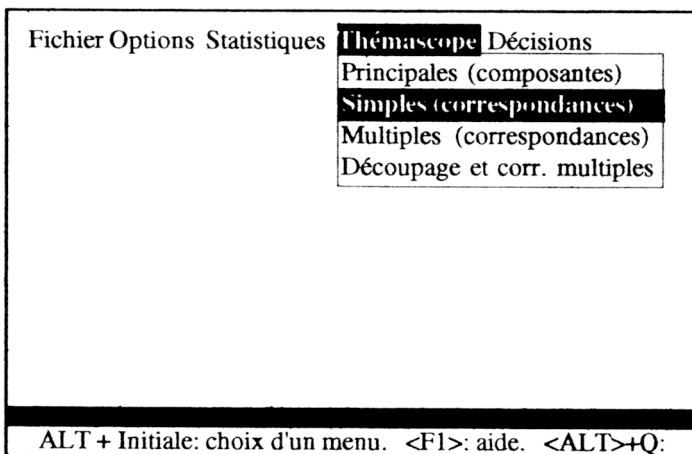 Fichier Options Statistiques Thémascope Décisions
Principales (composantes)
Simples (correspondances)
Multiples (correspondances)
Découpage et corr. multiples
ALT + Initiale: choix d'un menu. <F1>: aide. <ALT>+Q: